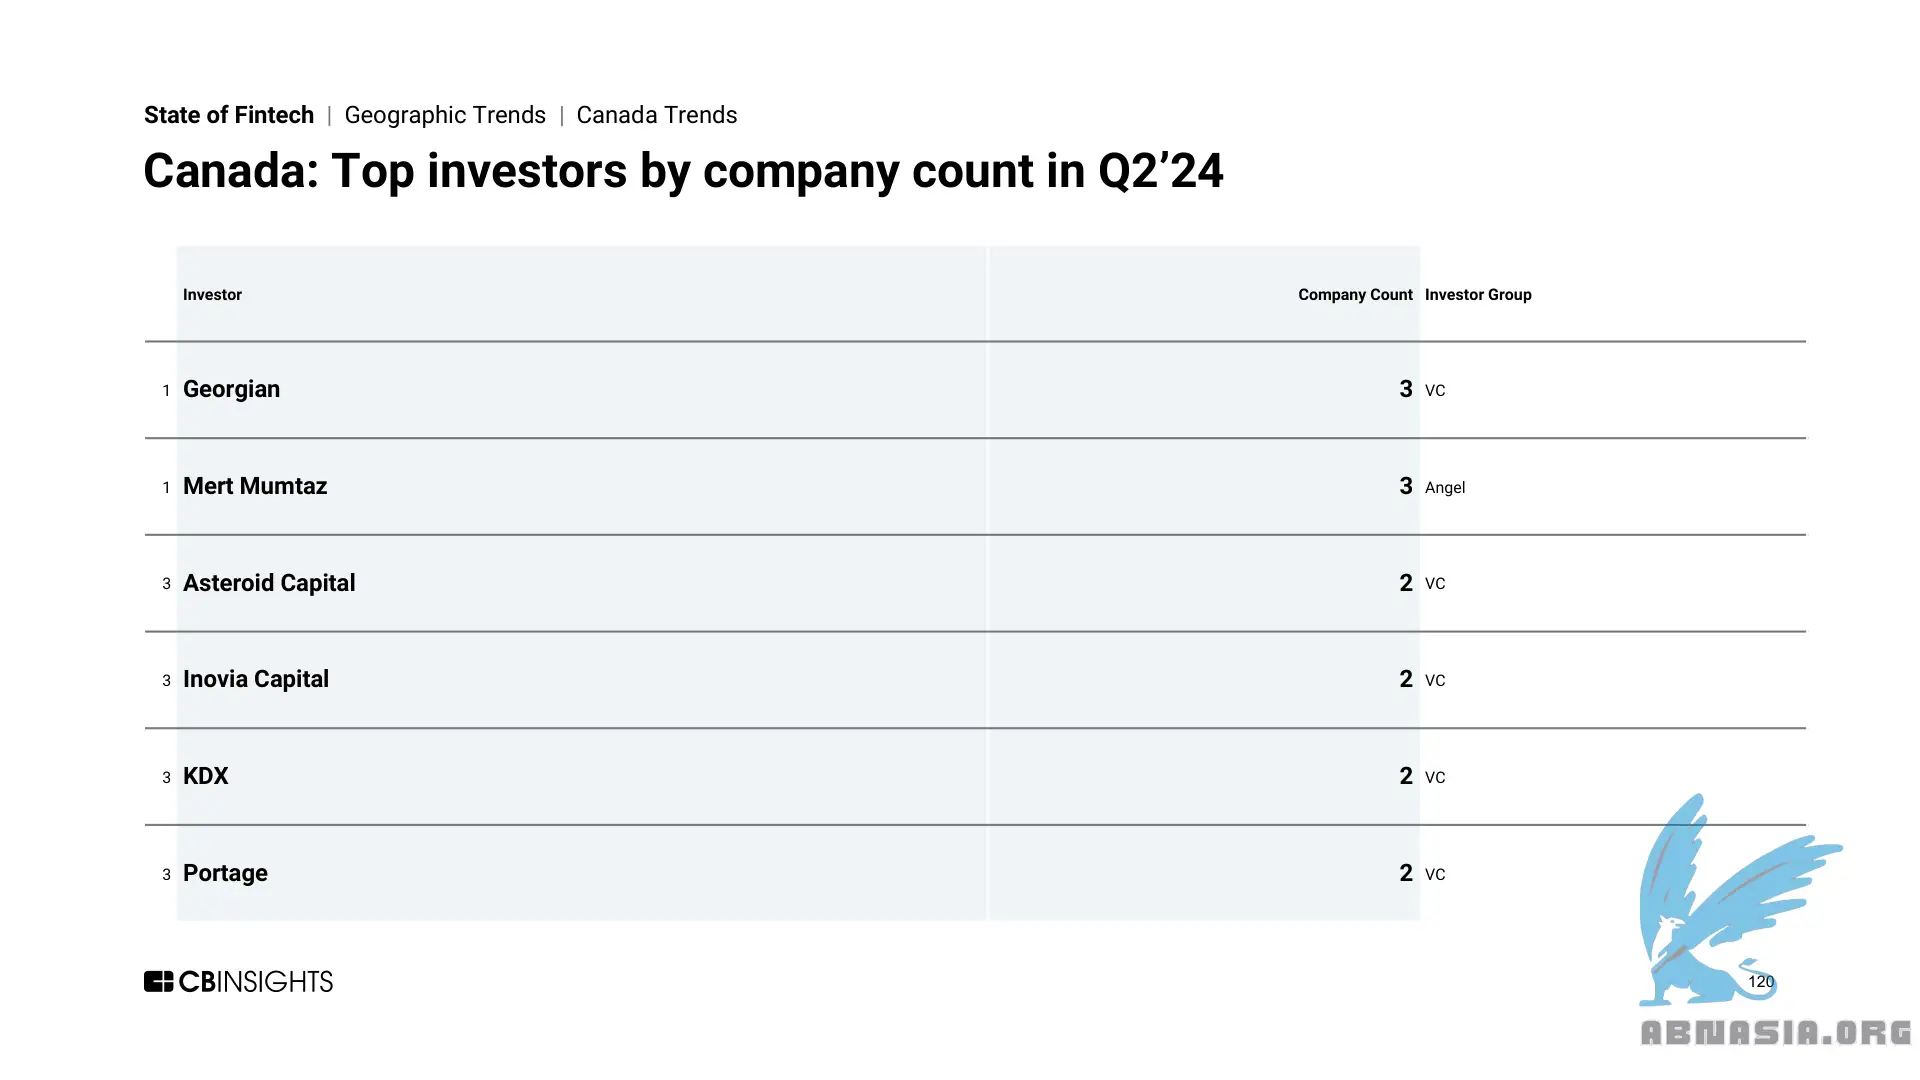 State of Fintech | Geographic Trends | Canada Trends
Canada: Top investors by company count in Q2’24
Investor Company Count Investor Group
1 Georgian 3 VC
1 Mert Mumtaz 3 Angel
3 Asteroid Capital 2 VC
3 Inovia Capital 2 VC
3 KDX 2 VC
3 Portage 2 VC
CBINSIGHTS
120
ABNASIA.ORG